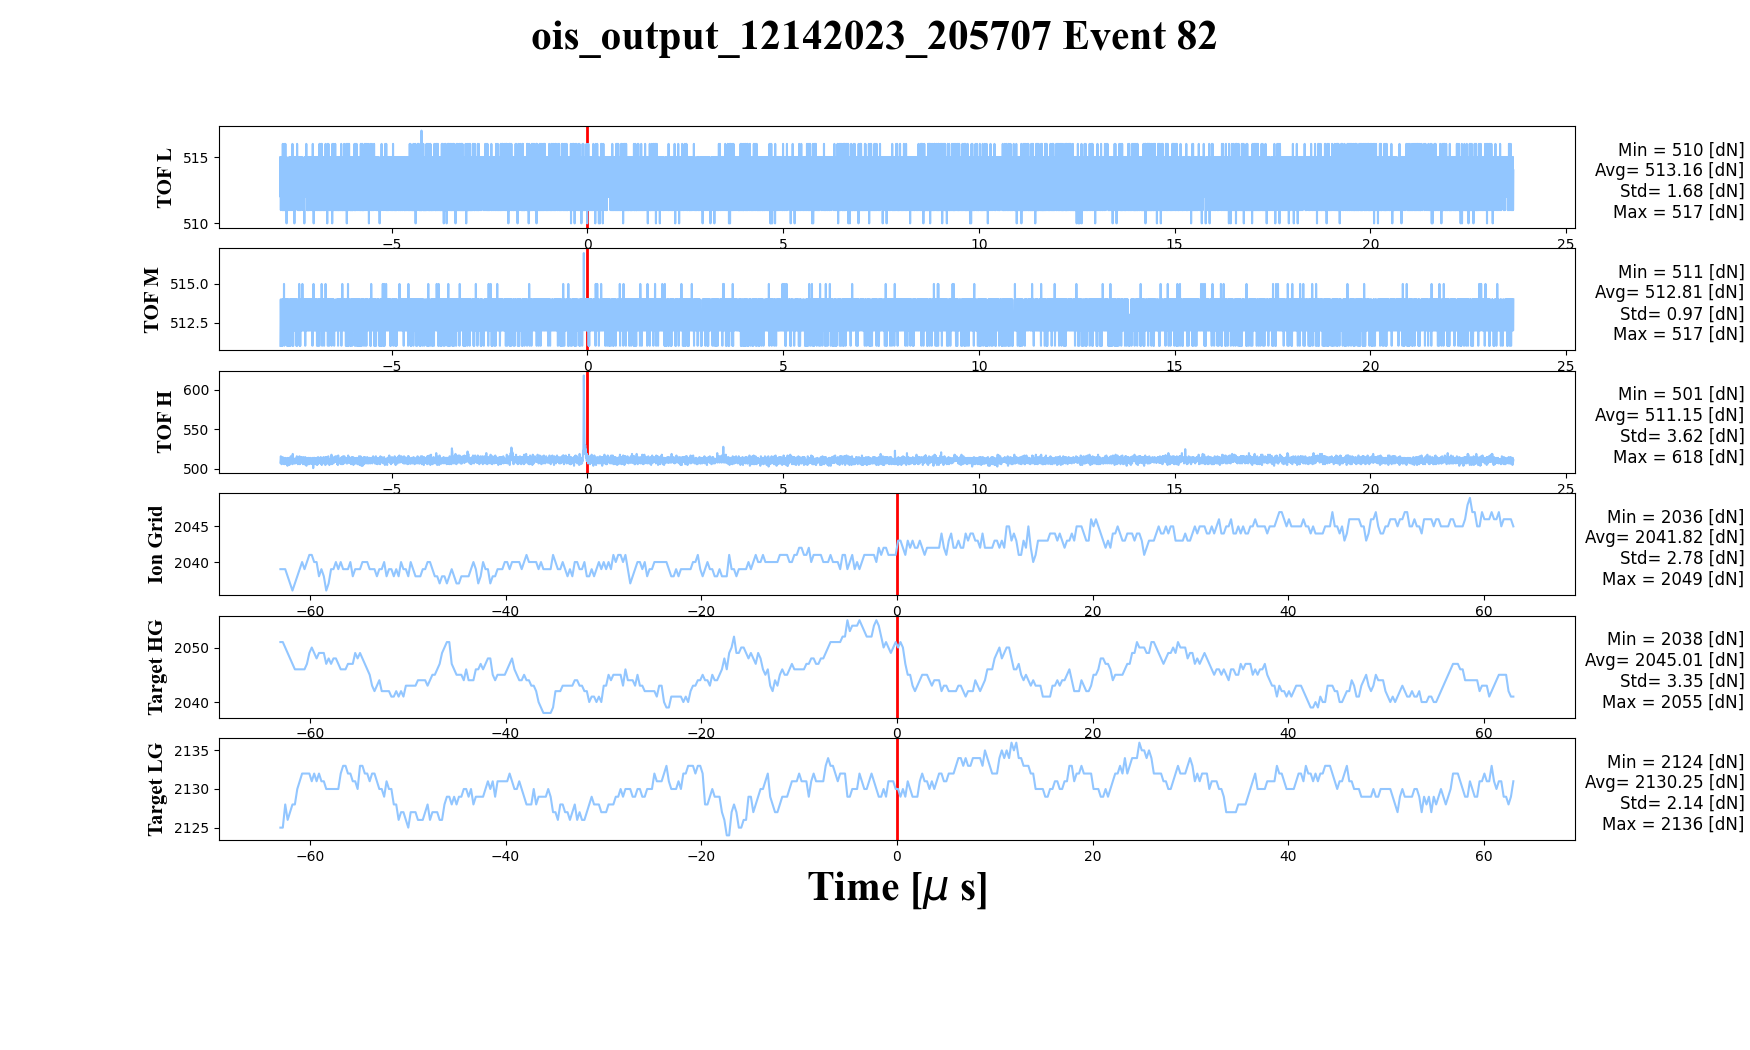 ois_output_12142023_205707 Event 82
TOF L
515
510
−5
0
5
10
15
20
25
Min = 510 [dN]
Avg= 513.16 [dN]
Std= 1.68 [dN]
Max = 517 [dN]
TOF M
515.0
512.5
−5
0
5
10
15
20
25
Min = 511 [dN]
Avg= 512.81 [dN]
Std= 0.97 [dN]
Max = 517 [dN]
TOF H
600
550
500
−5
0
5
10
15
20
25
Min = 501 [dN]
Avg= 511.15 [dN]
Std= 3.62 [dN]
Max = 618 [dN]
Ion Grid
2045
2040
−60
−40
−20
0
20
40
60
Min = 2036 [dN]
Avg= 2041.82 [dN]
Std= 2.78 [dN]
Max = 2049 [dN]
Target HG
2050
2040
−60
−40
−20
0
20
40
60
Min = 2038 [dN]
Avg= 2045.01 [dN]
Std= 3.35 [dN]
Max = 2055 [dN]
Target LG
2135
2130
2125
−60
−40
−20
0
20
40
60
Min = 2124 [dN]
Avg= 2130.25 [dN]
Std= 2.14 [dN]
Max = 2136 [dN]
Time [μ s]